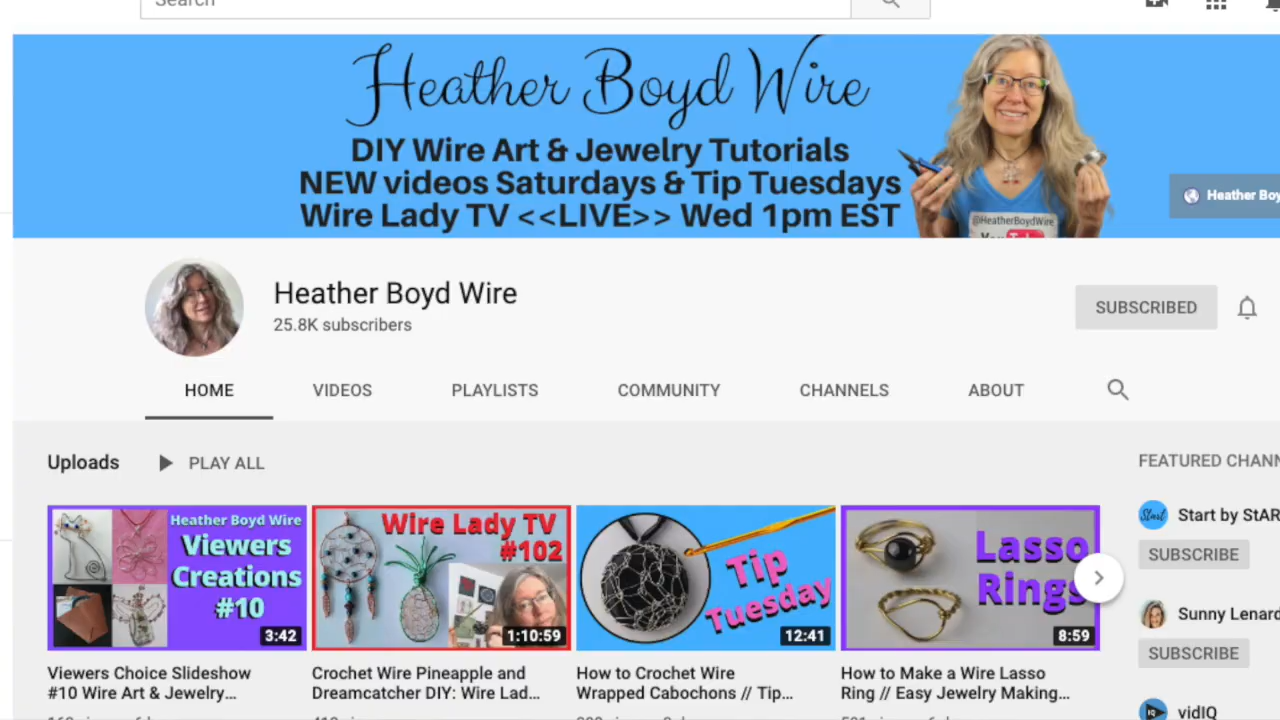 Search
Heather Boyd Wire
DIY Wire Art & Jewelry Tutorials
NEW videos Saturdays & Tip Tuesdays
Wire Lady TV <<LIVE>> Wed 1pm EST
@HeatherBoydWire
YouTube
Heather Boy
Heather Boyd Wire
25.8K subscribers
SUBSCRIBED
HOME VIDEOS PLAYLISTS COMMUNITY CHANNELS ABOUT
Uploads PLAY ALL
FEATURED CHANN
Heather Boyd Wire
Viewers
Creations
#10
3:42
Wire Lady TV
#102
1:10:59
Tip
Tuesday
12:41
Lasso
Rings
8:59
Start
Start by StAR
SUBSCRIBE
Sunny Lenard
SUBSCRIBE
vidIQ
Viewers Choice Slideshow
#10 Wire Art & Jewelry...
Crochet Wire Pineapple and
Dreamcatcher DIY: Wire Lad...
How to Crochet Wire
Wrapped Cabochons // Tip...
How to Make a Wire Lasso
Ring // Easy Jewelry Making...